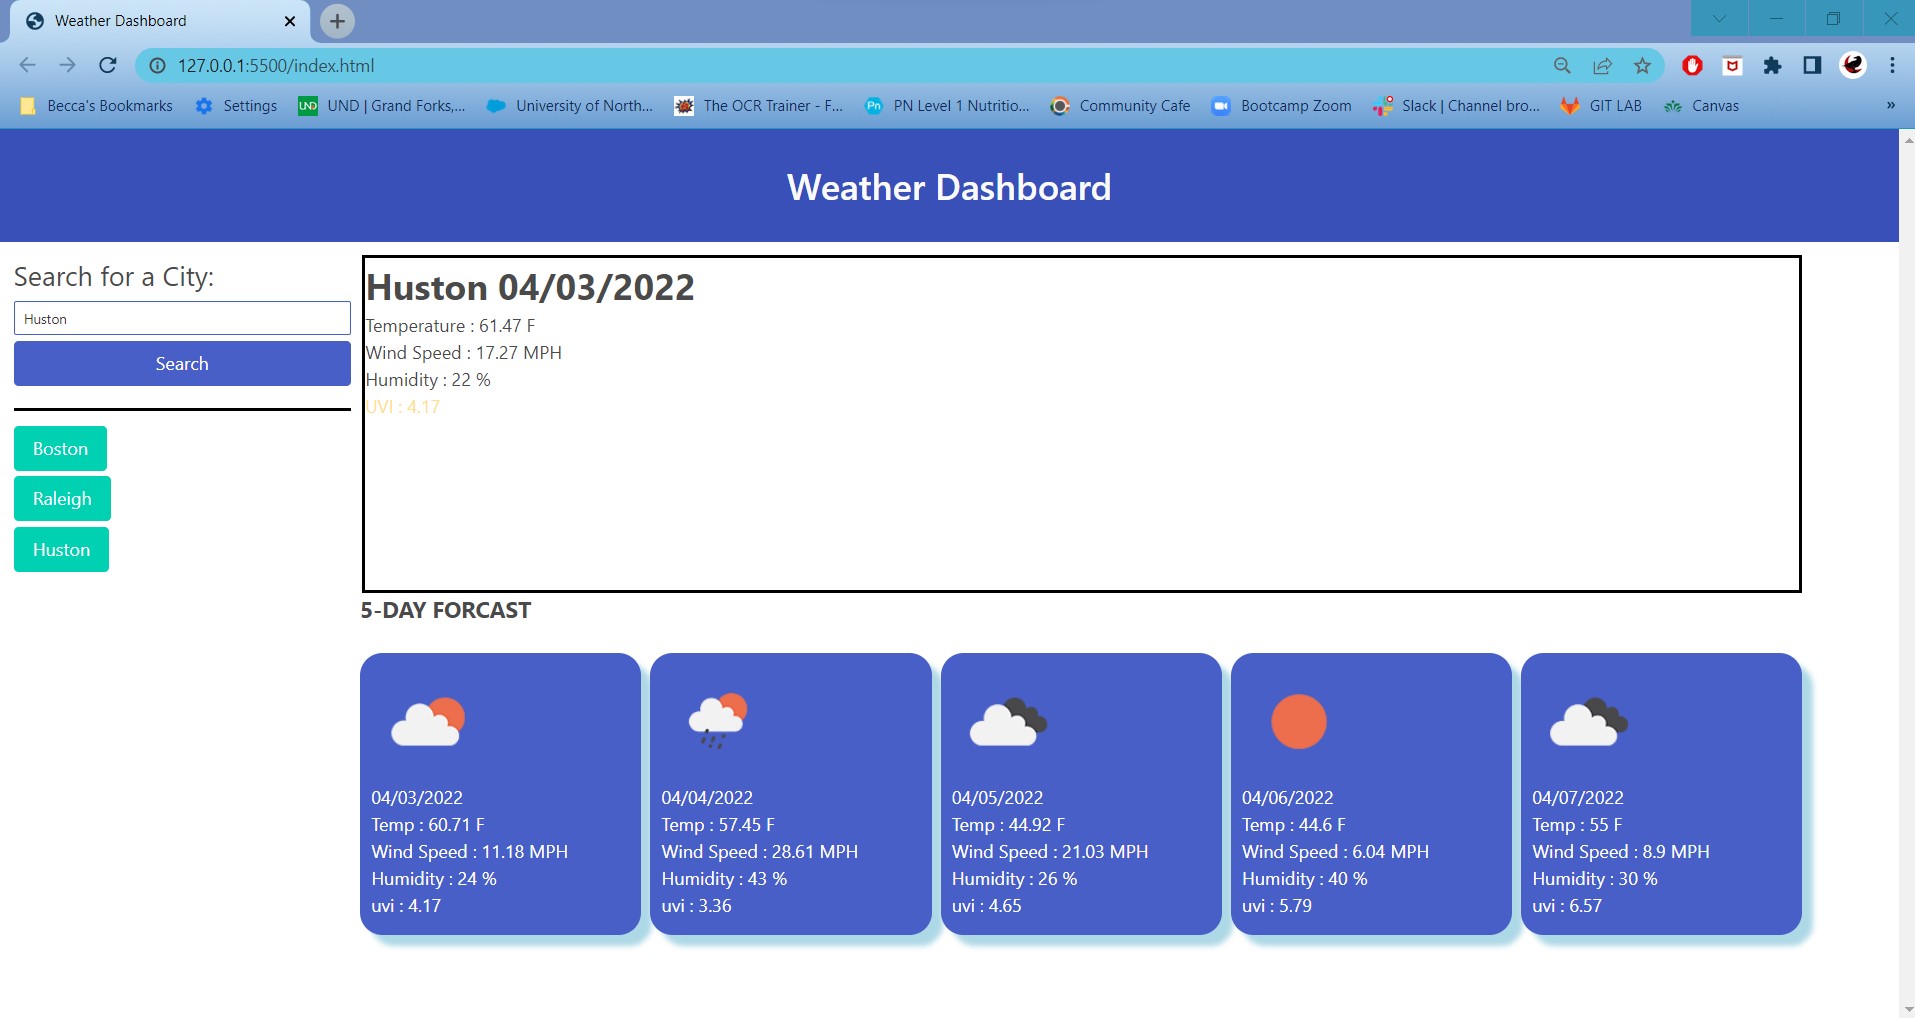 Weather Dashboard
127.0.0.1:5500/index.html
Becca's Bookmarks Settings UND | Grand Forks,... University of North... The OCR Trainer - F... PN Level 1 Nutritio... Community Cafe Bootcamp Zoom Slack | Channel bro... GIT LAB Canvas »
Weather Dashboard
Search for a City:
Huston
Search
Boston
Raleigh
Huston
Huston 04/03/2022
Temperature : 61.47 F
Wind Speed : 17.27 MPH
Humidity : 22 %
UVI : 4.17
5-DAY FORCAST
04/03/2022
Temp : 60.71 F
Wind Speed : 11.18 MPH
Humidity : 24 %
uvi : 4.17
04/04/2022
Temp : 57.45 F
Wind Speed : 28.61 MPH
Humidity : 43 %
uvi : 3.36
04/05/2022
Temp : 44.92 F
Wind Speed : 21.03 MPH
Humidity : 26 %
uvi : 4.65
04/06/2022
Temp : 44.6 F
Wind Speed : 6.04 MPH
Humidity : 40 %
uvi : 5.79
04/07/2022
Temp : 55 F
Wind Speed : 8.9 MPH
Humidity : 30 %
uvi : 6.57